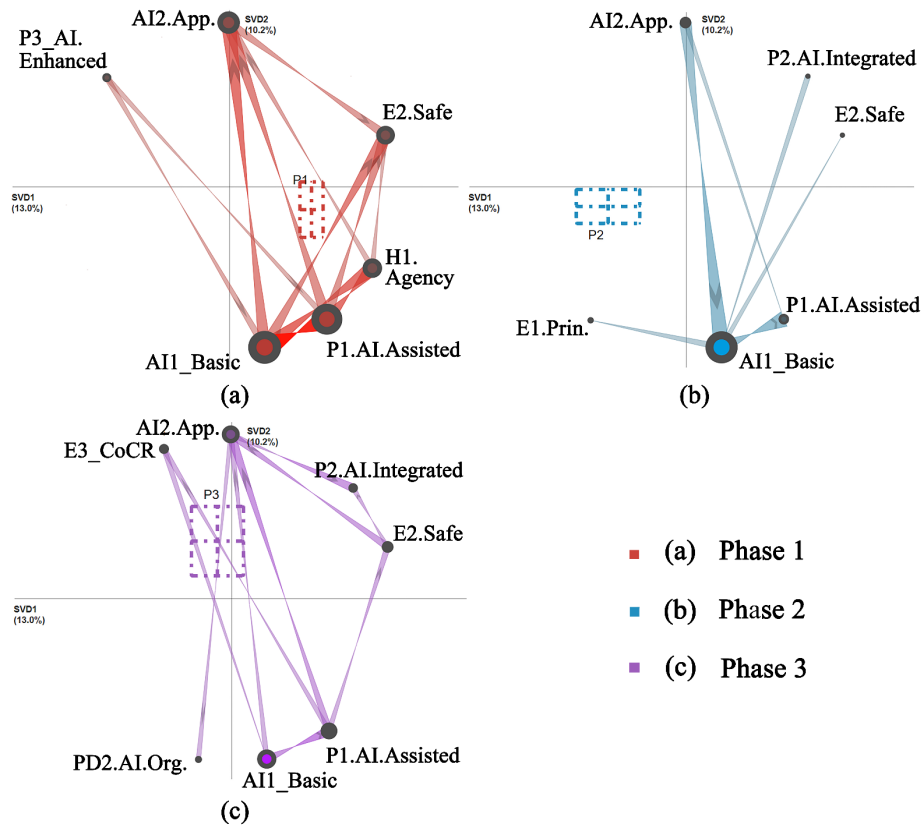 AI2.App.
SVD2
(10.2%)
P3_AI.
Enhanced
E2.Safe
P1
SVD1
(13.0%)
H1.
Agency
AI1_Basic
P1.AI.Assisted
(a)
AI2.App.
SVD2
(10.2%)
P2.AI.Integrated
E2.Safe
SVD1
(13.0%)
P2
E1.Prin.
P1.AI.Assisted
AI1_Basic
(b)
AI2.App.
SVD2
(10.2%)
E3_CoCR
P2.AI.Integrated
P3
E2.Safe
SVD1
(13.0%)
PD2.AI.Org.
AI1_Basic
P1.AI.Assisted
(c)
(a) Phase 1
(b) Phase 2
(c) Phase 3